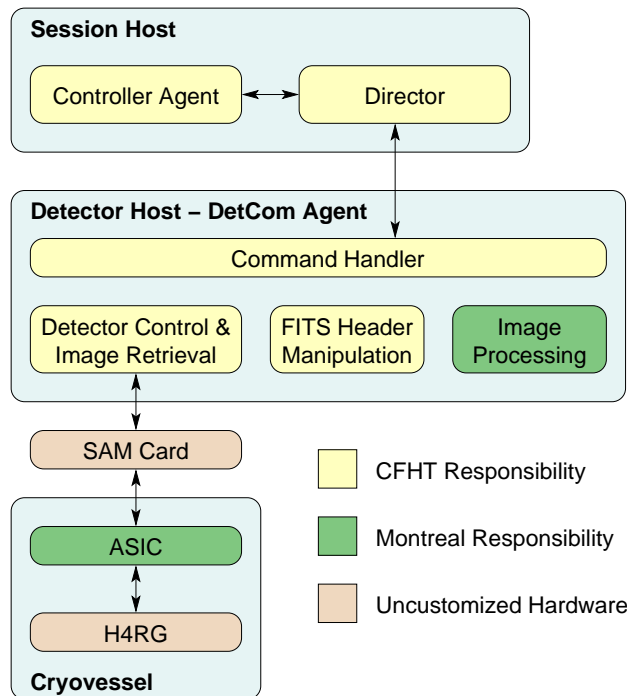 Session Host
Controller Agent
Director
Detector Host – DetCom Agent
Command Handler
Detector Control &
Image Retrieval
FITS Header
Manipulation
Image
Processing
SAM Card
ASIC
H4RG
Cryovessel
CFHT Responsibility
Montreal Responsibility
Uncustomized Hardware